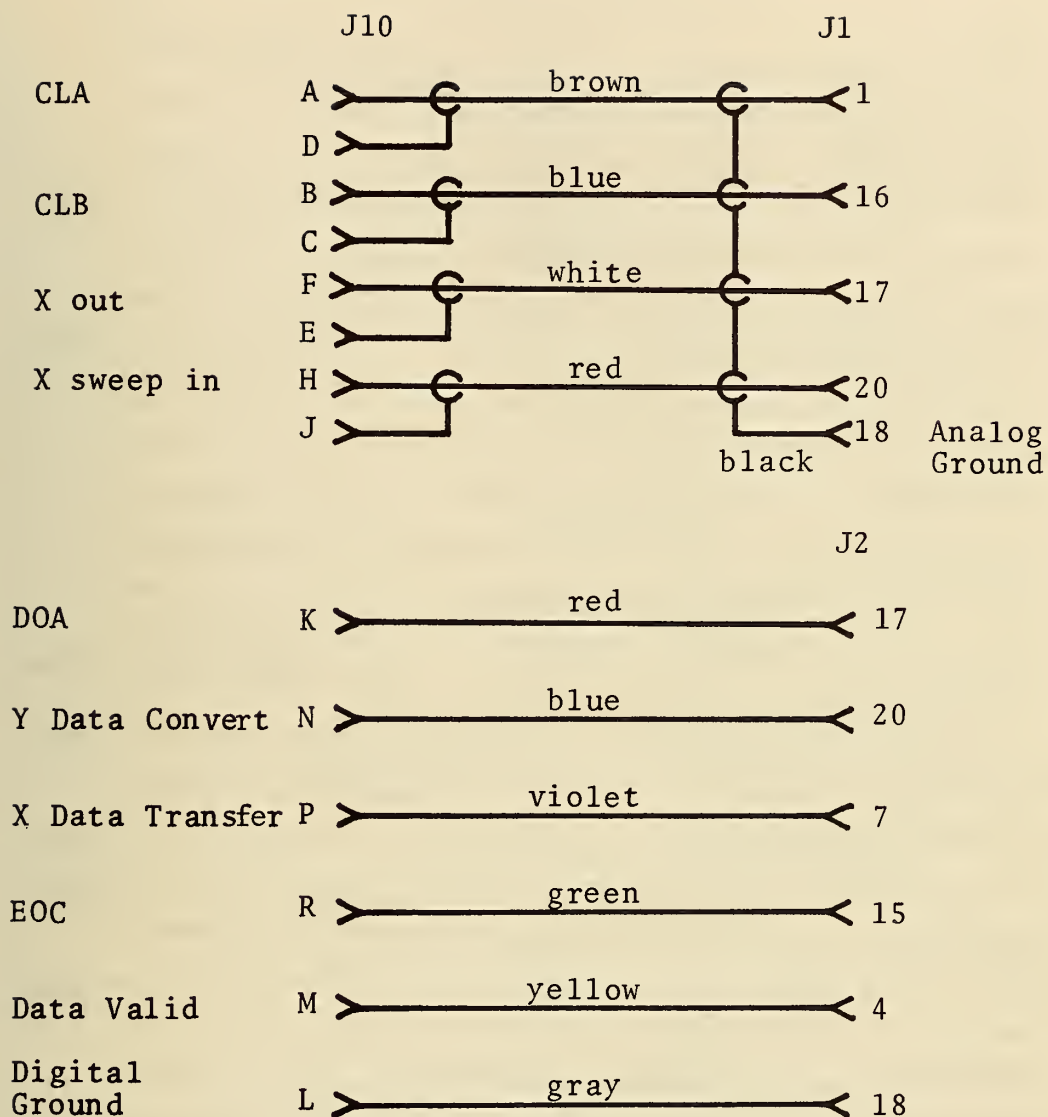 J10 J1
CLA A brown 1
D
CLB B blue 16
C
X out F white 17
E
X sweep in H red 20
J 18 Analog
black Ground
J2
DOA K red 17
Y Data Convert N blue 20
X Data Transfer P violet 7
EOC R green 15
Data Valid M yellow 4
Digital
Ground L gray 18